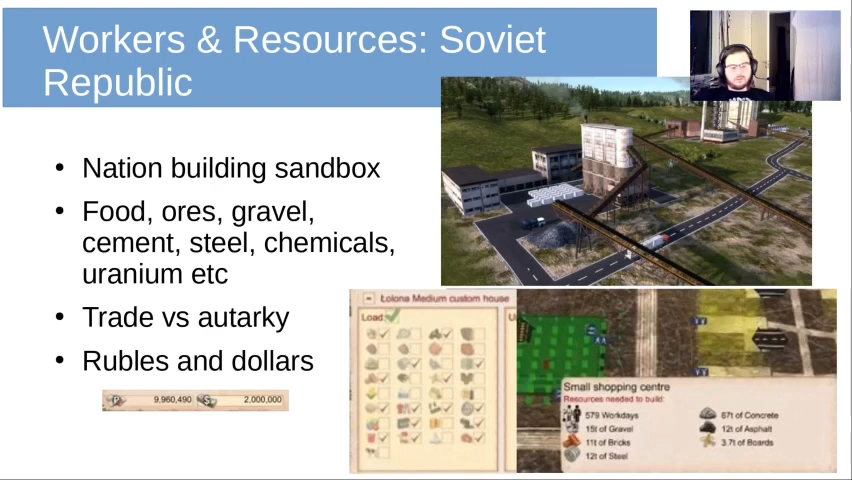 Workers & Resources: Soviet
Republic
• Nation building sandbox
• Food, ores, gravel,
cement, steel, chemicals,
uranium etc
• Trade vs autarky
• Rubles and dollars
9,960,490
2,000,000
Łolona Medium custom house
Load:
Small shopping centre
Resources needed to build:
579 Workdays
67t of Concrete
15t of Gravel
12t of Asphalt
11t of Bricks
3.7t of Boards
12t of Steel